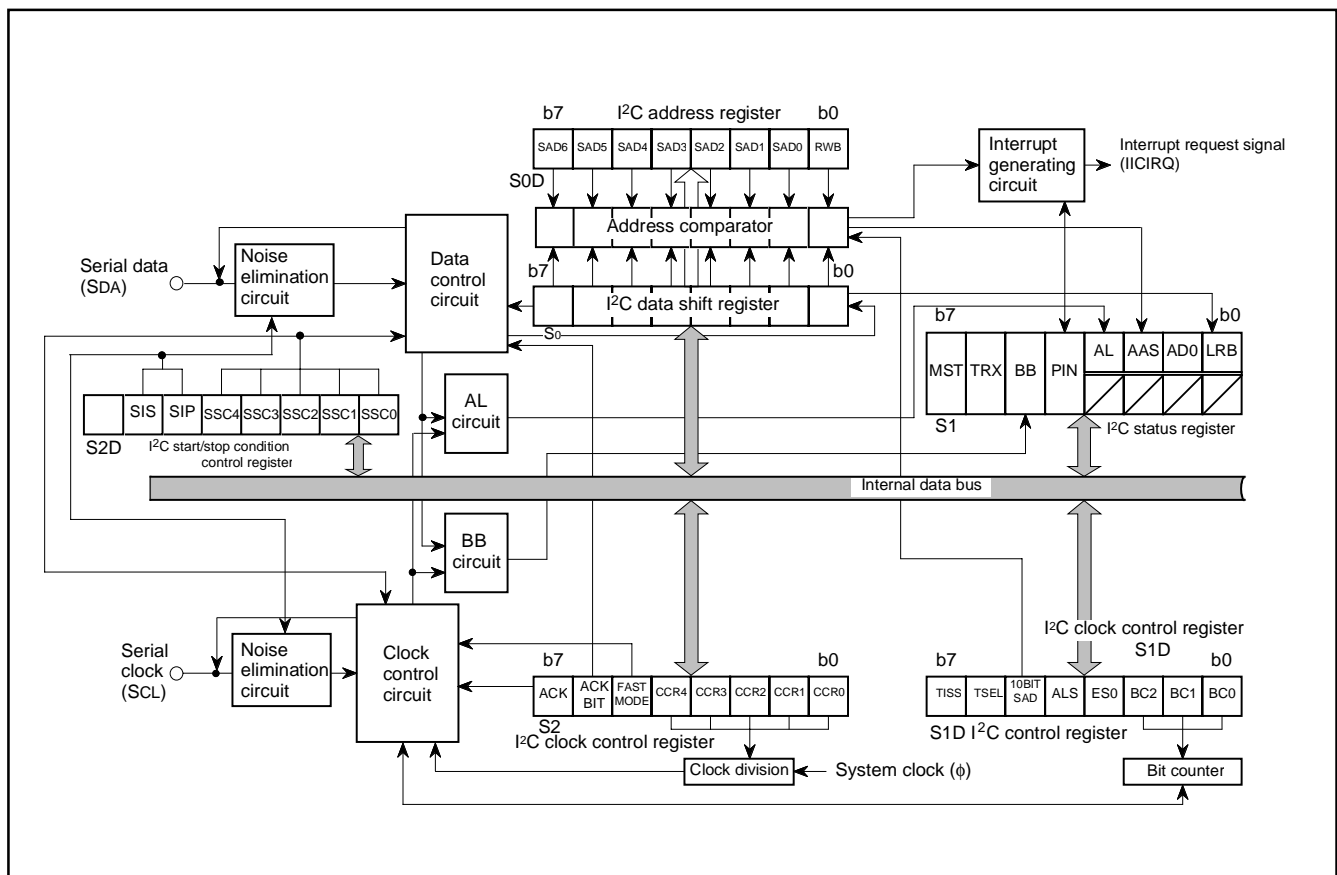 b7 I²C address register b0
SAD6 SAD5 SAD4 SAD3 SAD2 SAD1 SAD0 RWB
S0D
Interrupt
generating
circuit
Interrupt request signal
(IICIRQ)
Address comparator
b7 b0
I²C data shift register
S0
Serial data
(SDA)
Noise
elimination
circuit
Data
control
circuit
b7 b0
MST TRX BB PIN AL AAS AD0 LRB
S1
I²C status register
SIS SIP SSC4 SSC3 SSC2 SSC1 SSC0
S2D
I²C start/stop condition
control register
AL
circuit
Internal data bus
BB
circuit
Serial
clock
(SCL)
Noise
elimination
circuit
Clock
control
circuit
b7 b0
ACK ACK BIT FAST MODE CCR4 CCR3 CCR2 CCR1 CCR0
S2
I²C clock control register
Clock division
System clock (ϕ)
I²C clock control register
S1D
b7 b0
TISS TSEL 10BIT SAD ALS ES0 BC2 BC1 BC0
S1D I²C control register
Bit counter